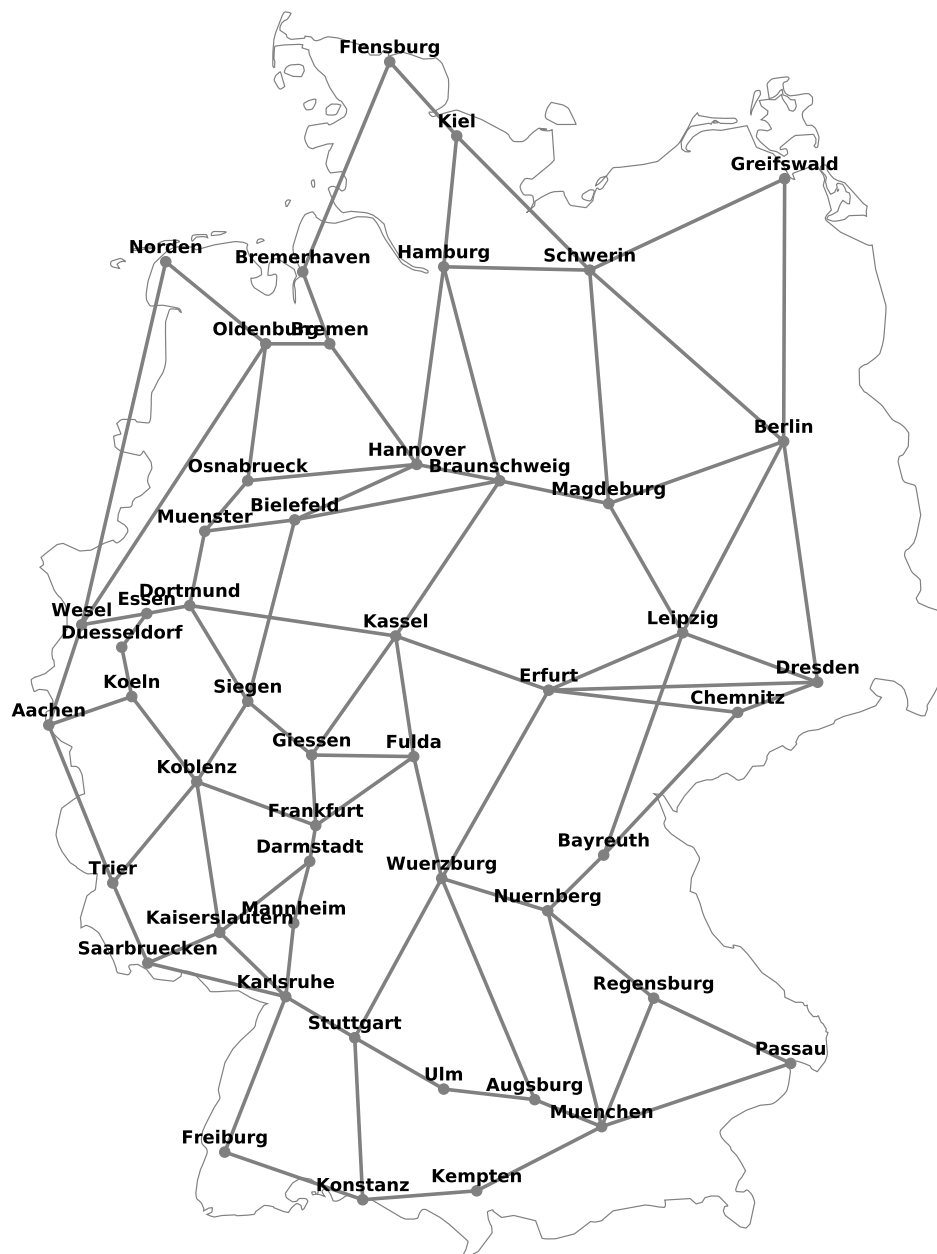 Flensburg
Kiel
Greifswald
Norden
Bremerhaven
Hamburg
Schwerin
Oldenburg
Bremen
Berlin
Hannover
Osnabrueck
Braunschweig
Magdeburg
Bielefeld
Muenster
Dortmund
Essen
Wesel
Kassel
Leipzig
Duesseldorf
Dresden
Erfurt
Koeln
Siegen
Chemnitz
Aachen
Giessen
Fulda
Koblenz
Frankfurt
Bayreuth
Darmstadt
Wuerzburg
Trier
Nuernberg
Mannheim
Kaiserslautern
Saarbruecken
Karlsruhe
Regensburg
Stuttgart
Passau
Ulm
Augsburg
Muenchen
Freiburg
Kempten
Konstanz